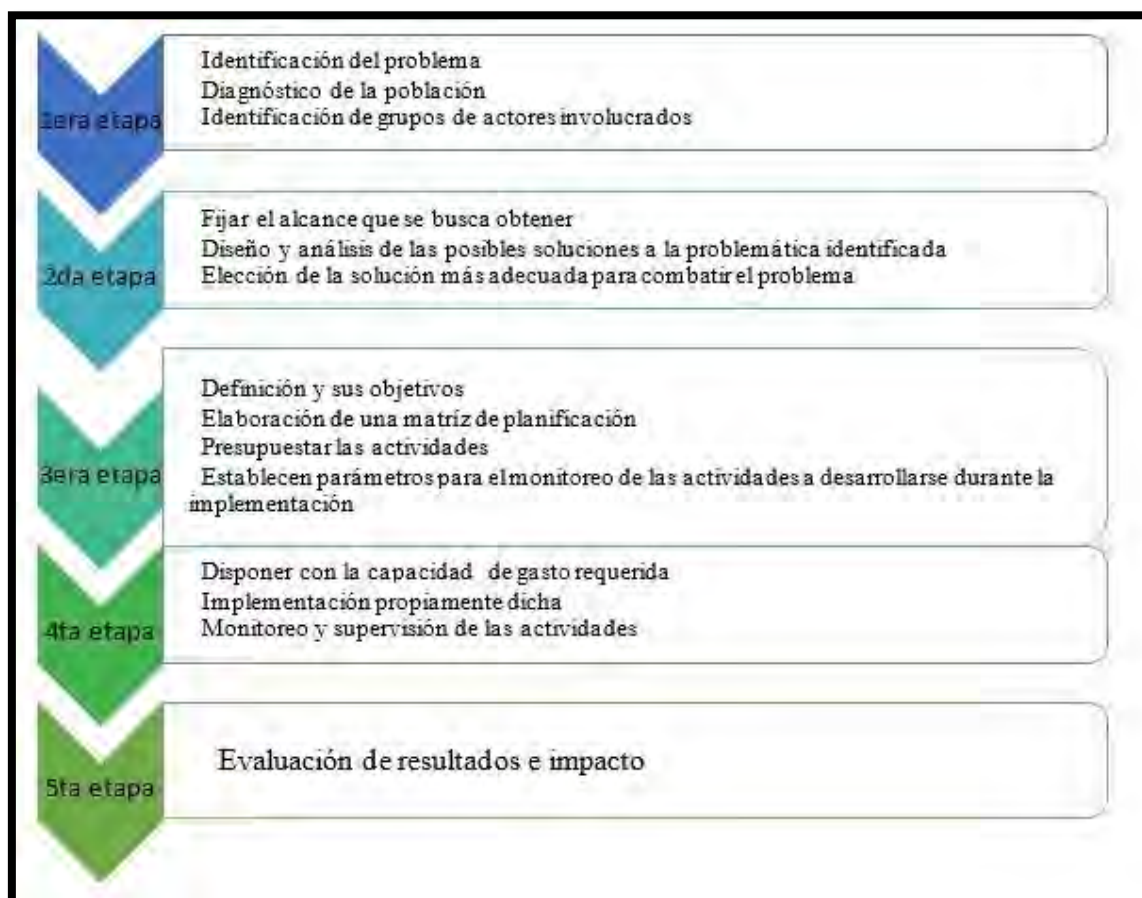 1era etapa
Identificación del problema
Diagnóstico de la población
Identificación de grupos de actores involucrados
2da etapa
Fijar el alcance que se busca obtener
Diseño y análisis de las posibles soluciones a la problemática identificada
Elección de la solución más adecuada para combatir el problema
3era etapa
Definición y sus objetivos
Elaboración de una matríz de planificación
Presupuestar las actividades
Establecen parámetros para el monitoreo de las actividades a desarrollarse durante la
implementación
4ta etapa
Disponer con la capacidad de gasto requerida
Implementación propiamente dicha
Monitoreo y supervisión de las actividades
5ta etapa
Evaluación de resultados e impacto